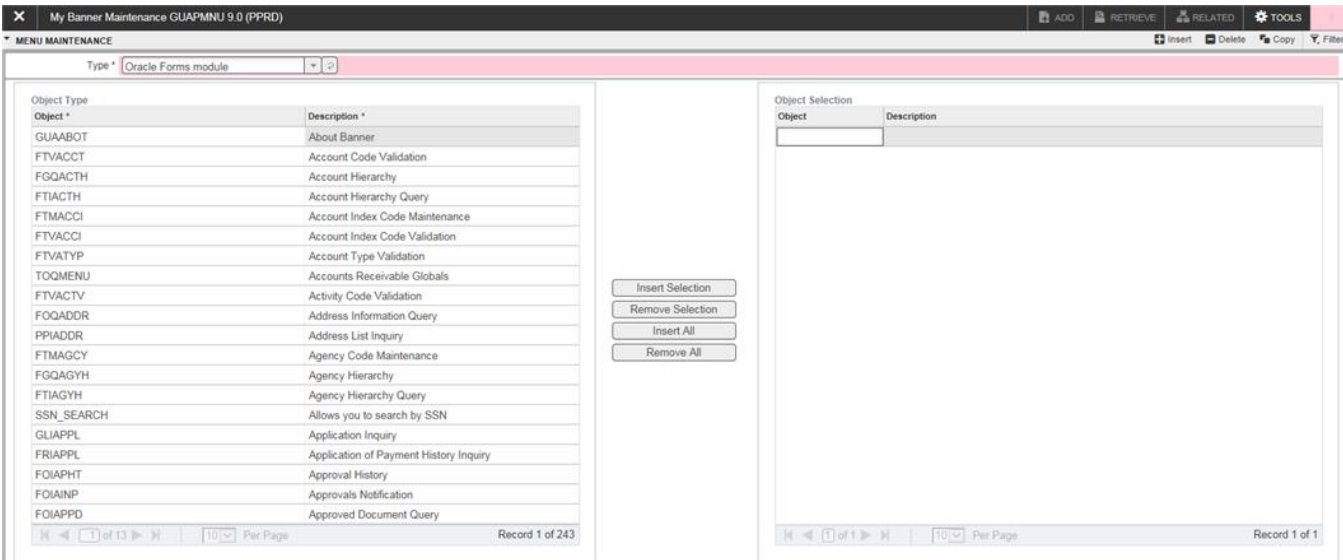 My Banner Maintenance GUAPMNU 9.0 (PPRD) ADD RETRIEVE RELATED TOOLS 1
MENU MAINTENANCE Insert Delete Copy Filter
Type * Oracle Forms module
Object Type Object Selection
Object * Description * Object Description
GUAABOT About Banner
FTVACCT Account Code Validation
FGQACTH Account Hierarchy
FTIACTH Account Hierarchy Query
FTMACCI Account Index Code Maintenance
FTVACCI Account Index Code Validation
FTVATYP Account Type Validation
TOQMENU Accounts Receivable Globals
FTVACTV Activity Code Validation
FOQADDR Address Information Query
PPIADDR Address List Inquiry
FTMAGCY Agency Code Maintenance
FGQAGYH Agency Hierarchy
FTIAGYH Agency Hierarchy Query
SSN_SEARCH Allows you to search by SSN
GLIAPPL Application Inquiry
FRIAPPL Application of Payment History Inquiry
FOIAPHT Approval History
FOIAINP Approvals Notification
FOIAPPD Approved Document Query
Insert Selection
Remove Selection
Insert All
Remove All
1 of 13 10 Per Page Record 1 of 243 1 of 1 10 Per Page Record 1 of 1